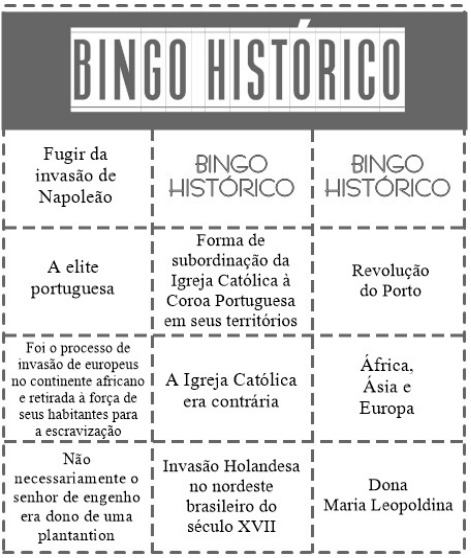 BINGO HISTÓRICO
Fugir da
invasão de
Napoleão
BINGO
HISTÓRICO
BINGO
HISTÓRICO
A elite
portuguesa
Forma de
subordinação da
Igreja Católica à
Coroa Portuguesa
em seus territórios
Revolução
do Porto
Foi o processo de
invasão de europeus
no continente africano
e retirada à força de
seus habitantes para
a escravização
A Igreja Católica
era contrária
África,
Ásia e
Europa
Não
necessariamente o
senhor de engenho
era dono de uma
plantantion
Invasão Holandesa
no nordeste
brasileiro do
século XVII
Dona
Maria Leopoldina